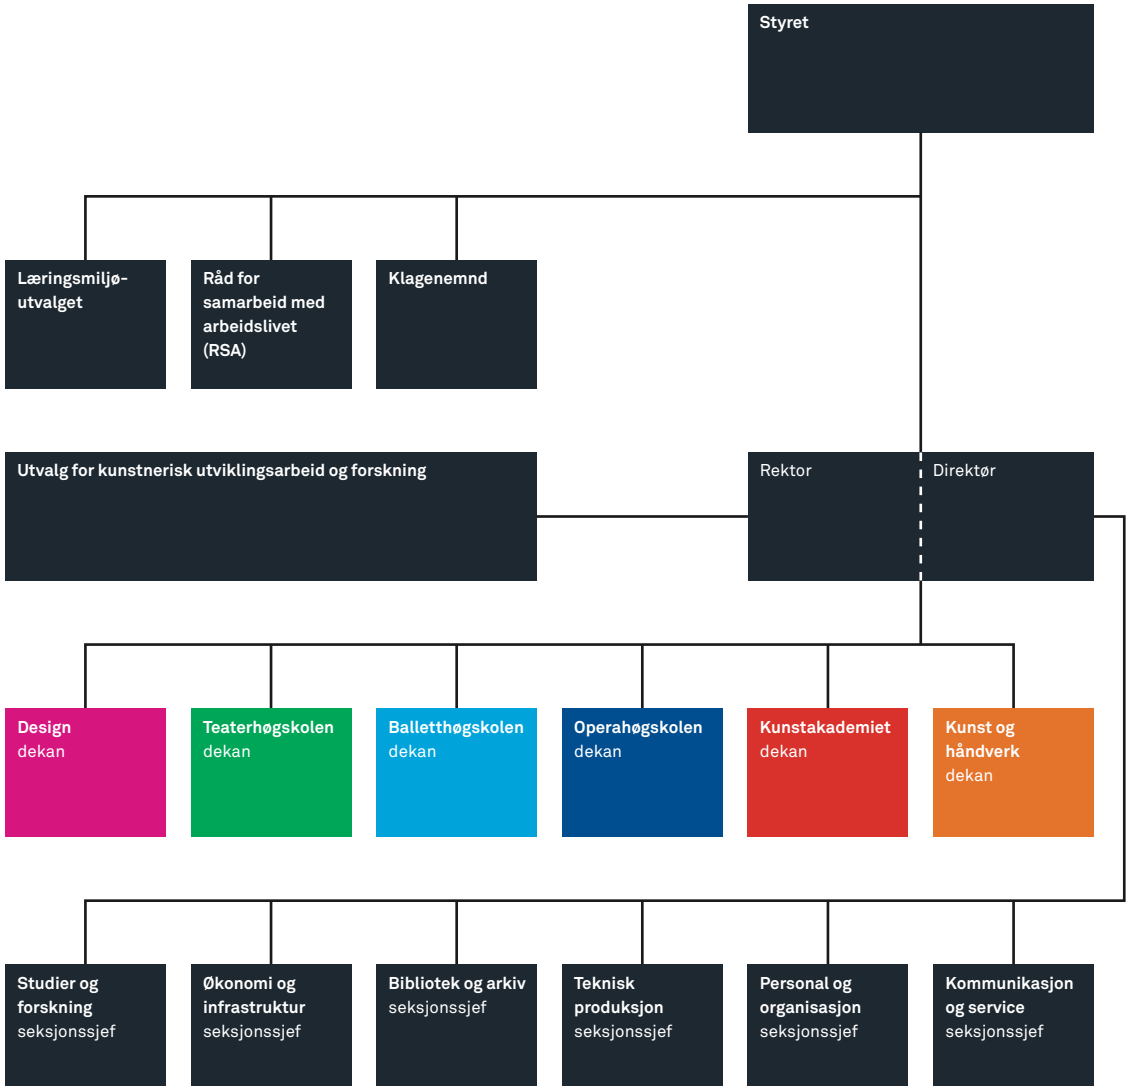 Styret
Læringsmiljø-
utvalget
Råd for
samarbeid med
arbeidslivet
(RSA)
Klagenemnd
Utvalg for kunstnerisk utviklingsarbeid og forskning
Rektor
Direktør
Design
dekan
Teaterhøgskolen
dekan
Balletthøgskolen
dekan
Operahøgskolen
dekan
Kunstakademiet
dekan
Kunst og
håndverk
dekan
Studier og
forskning
seksjonssjef
Økonomi og
infrastruktur
seksjonssjef
Bibliotek og arkiv
seksjonssjef
Teknisk
produksjon
seksjonssjef
Personal og
organisasjon
seksjonssjef
Kommunikasjon
og service
seksjonssjef